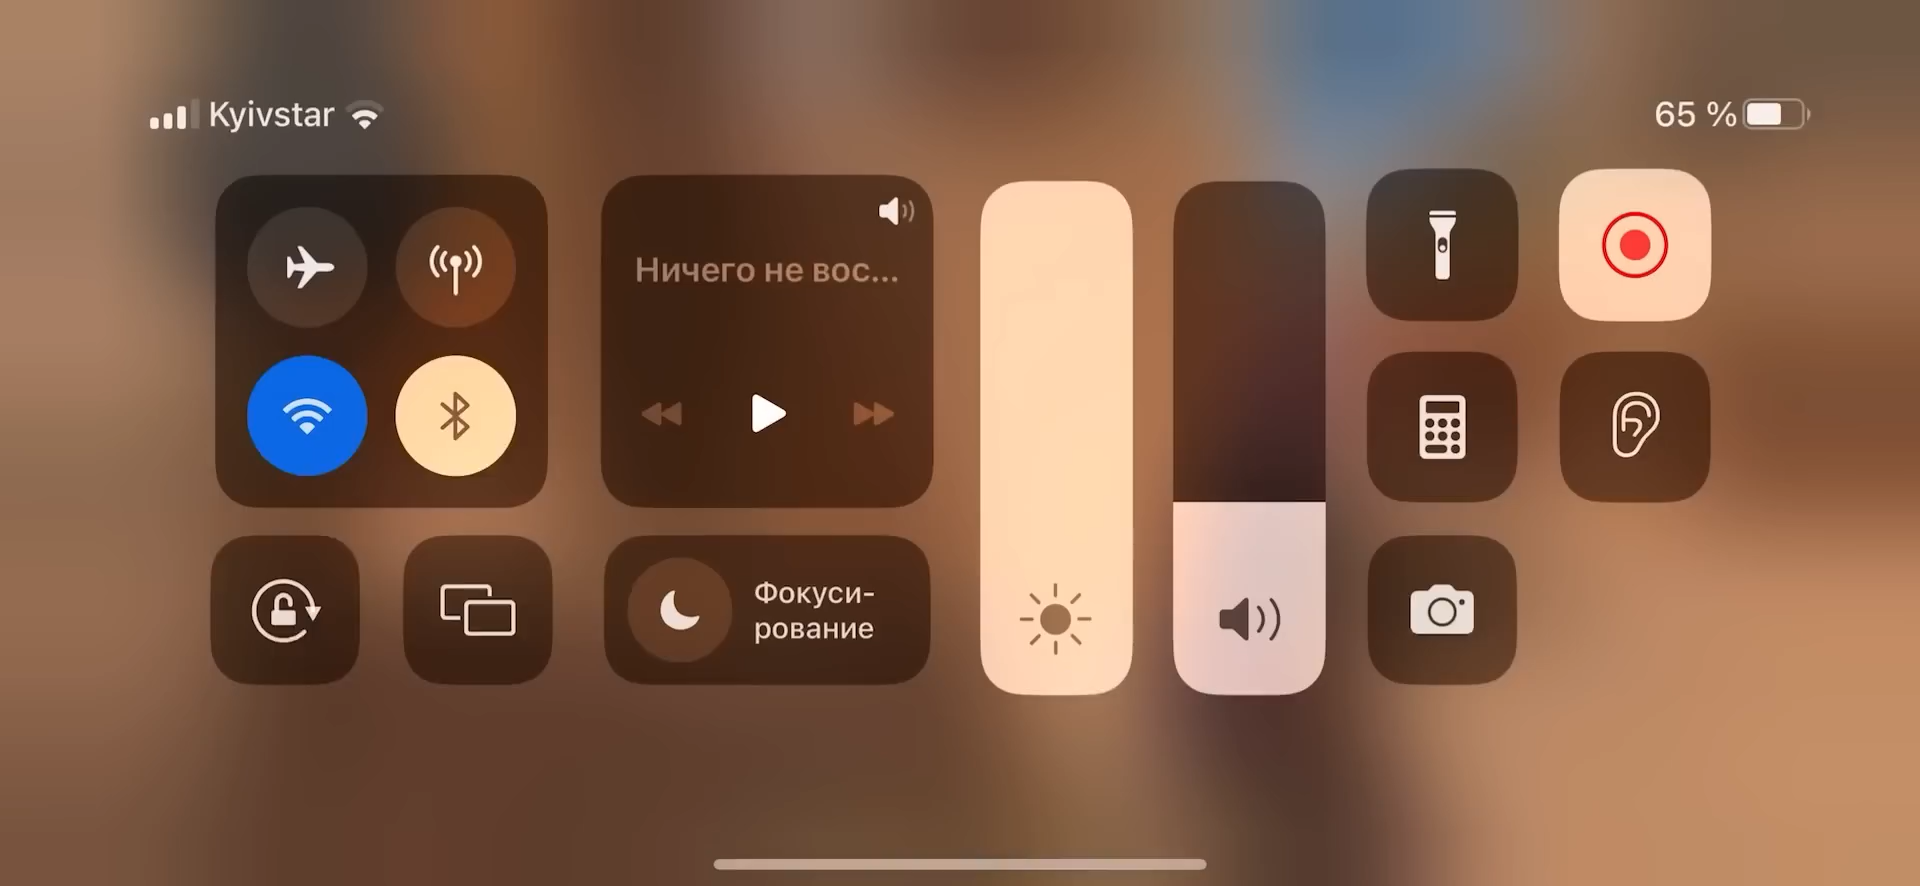 Kyivstar
65 %
Ничего не вос...
Фокуси-
рование